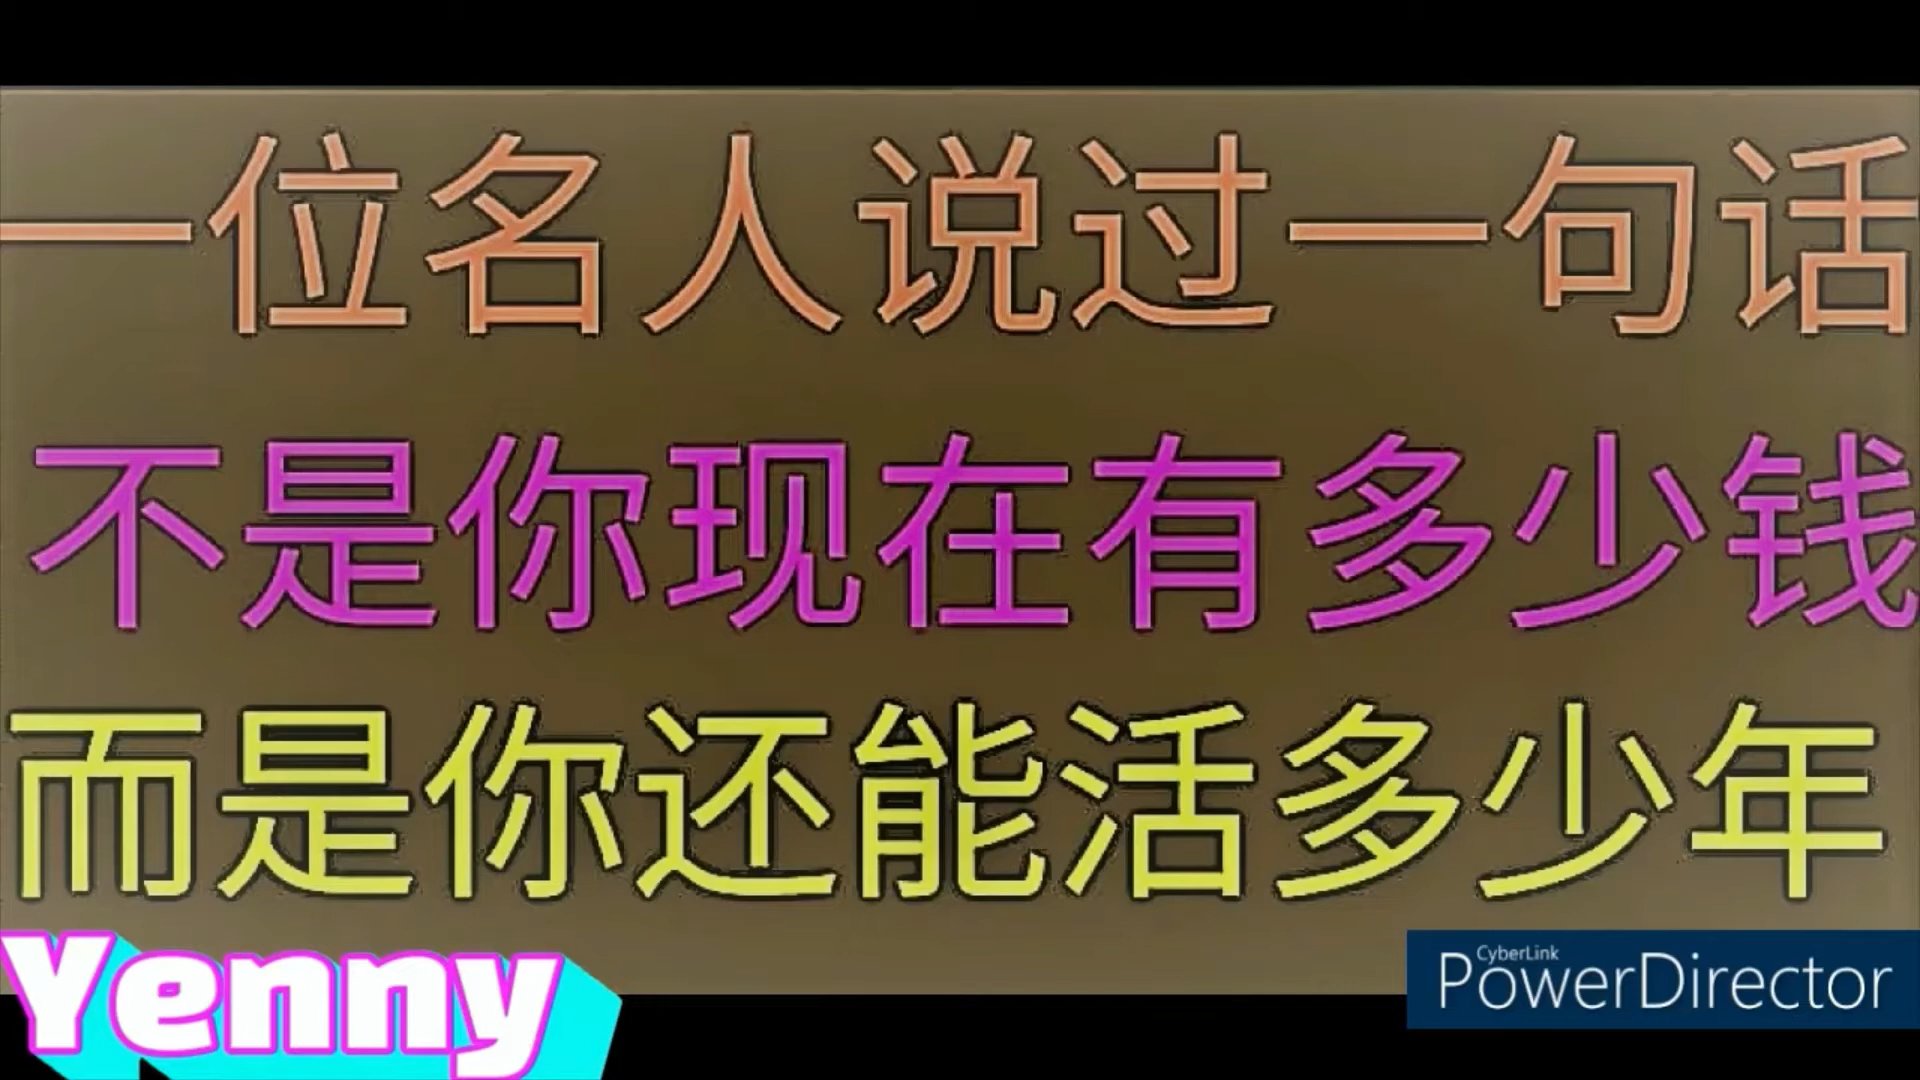 一位名人说过一句话
不是你现在有多少钱
而是你还能活多少年
Yenny
CyberLink
PowerDirector